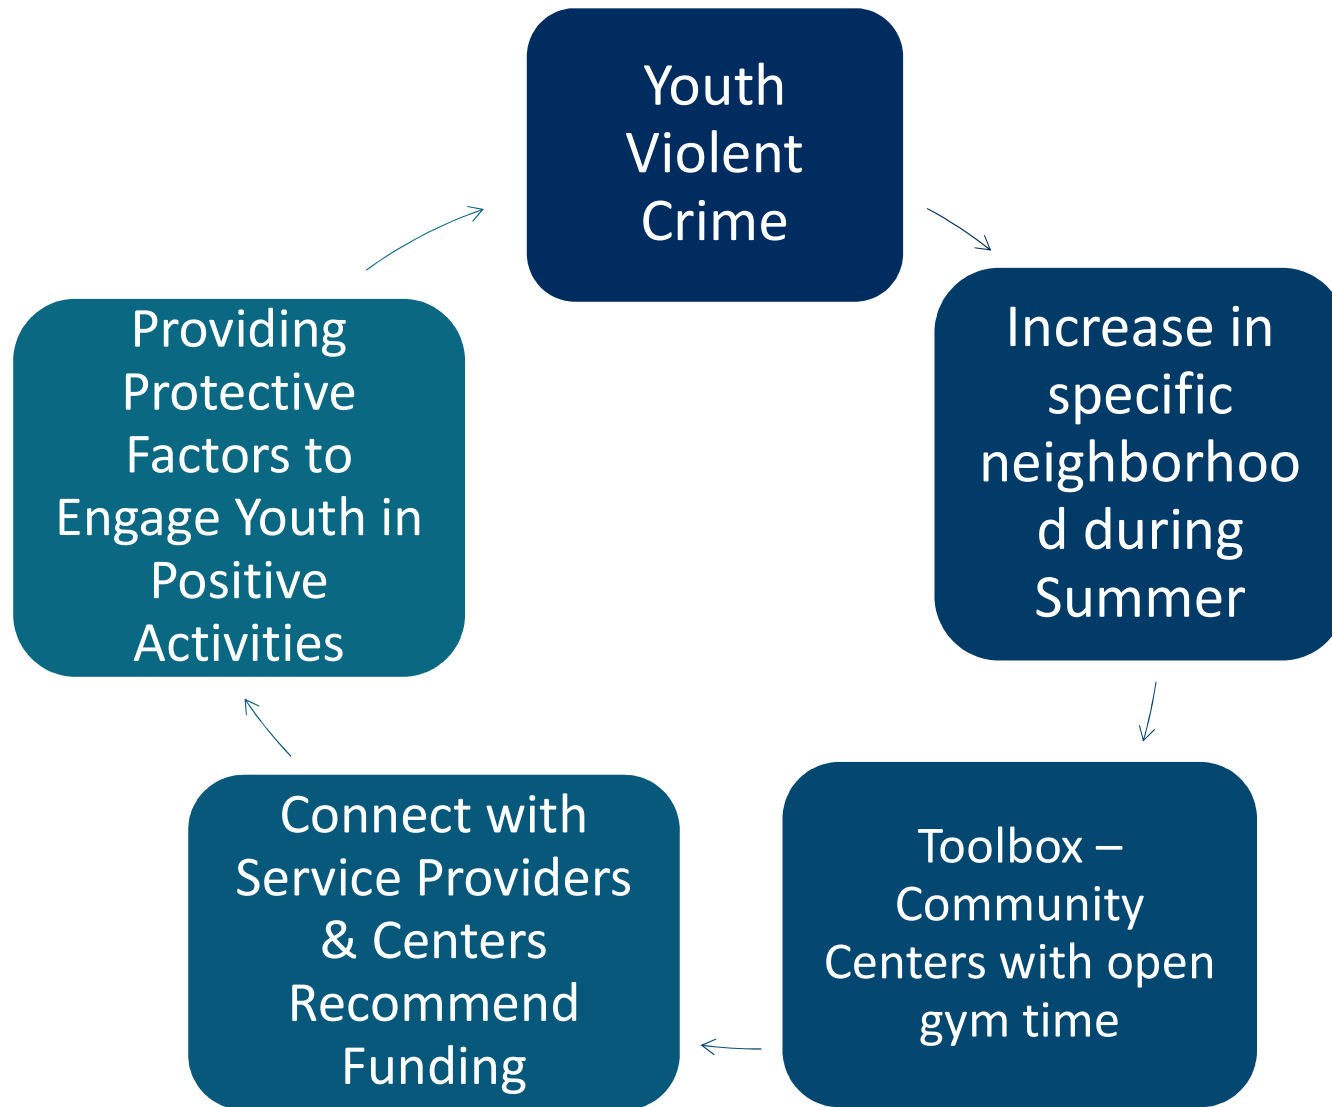 Youth
Violent
Crime
Increase in
specific
neighborhoo
d during
Summer
Toolbox –
Community
Centers with open
gym time
Connect with
Service Providers
& Centers
Recommend
Funding
Providing
Protective
Factors to
Engage Youth in
Positive
Activities